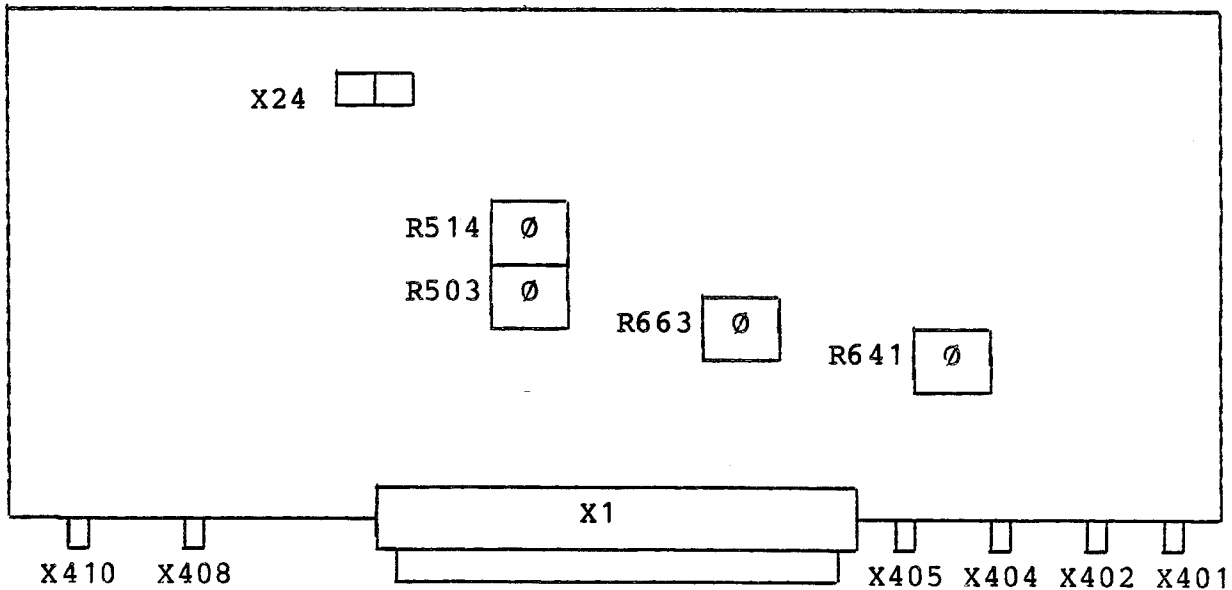 X24
R514 Ø
R503 Ø
R663 Ø
R641 Ø
X1
X410 X408 X405 X404 X402 X401